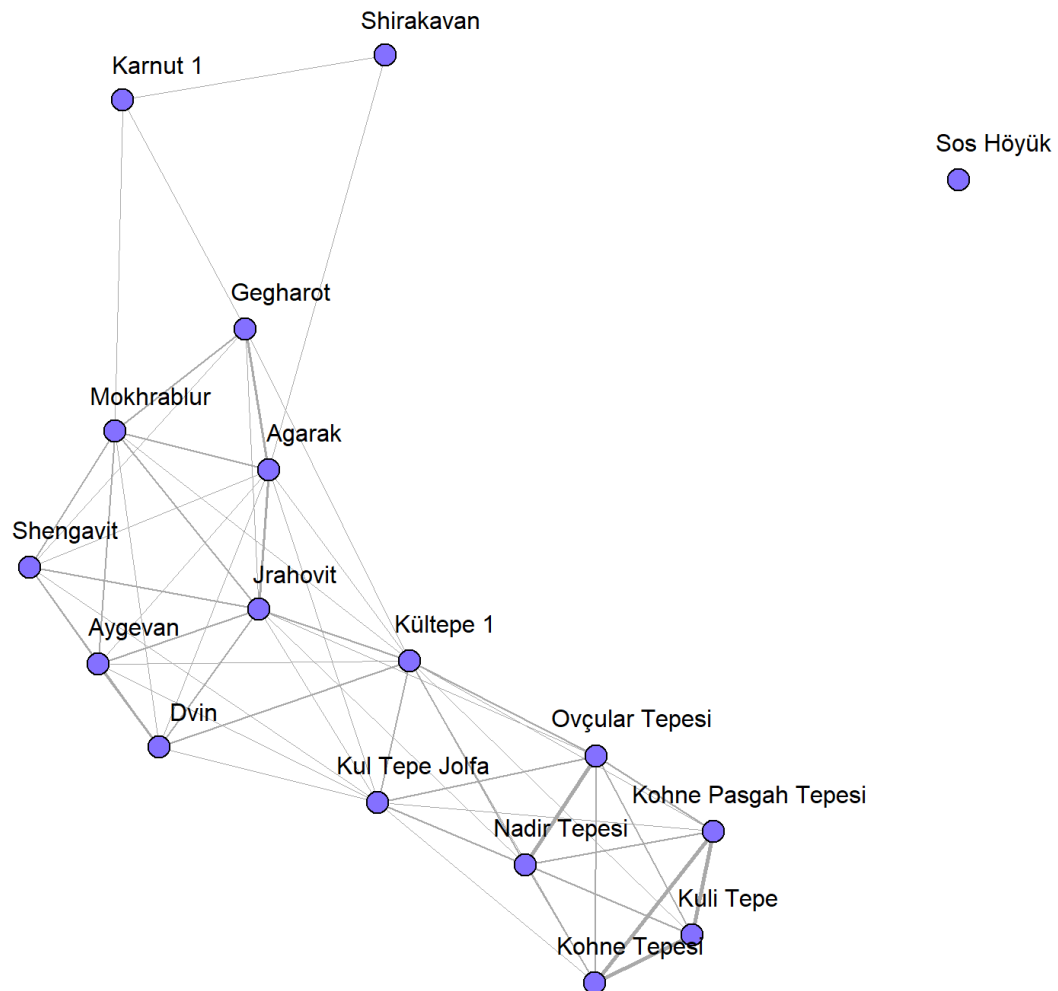 Shirakavan
Karnut 1
Sos Höyük
Gegharot
Mokhrablur
Agarak
Shengavit
Jrahovit
Aygevan
Kültepe 1
Dvin
Ovçular Tepesi
Kul Tepe Jolfa
Kohne Pasgah Tepesi
Nadir Tepesi
Kuli Tepe
Kohne Tepesi